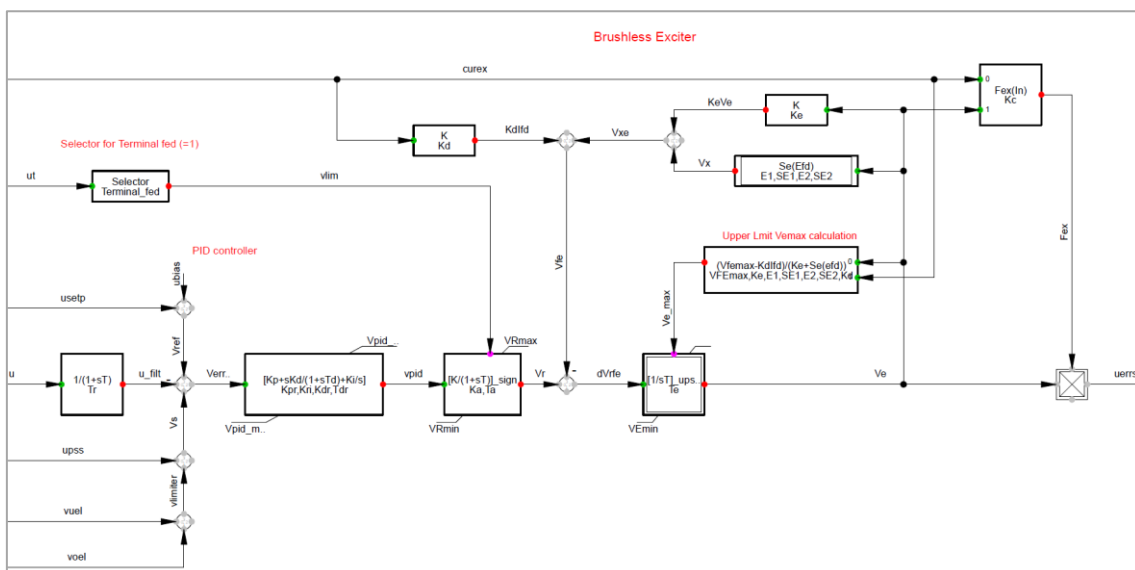 Brushless Exciter
curex
Fex(In)
Kc
0
1
KeVe
K
Ke
K
Kd
KdIfd
Vxe
Selector for Terminal fed (=1)
Vx
Se(Efd)
E1,SE1,E2,SE2
ut
Selector
Terminal_fed
vlim
Fex
Upper Lmit Vemax calculation
PID controller
(Vfemax-KdIfd)/(Ke+Se(efd))
VFEmax,Ke,E1,SE1,E2,SE2,Kd
0
ubias
Vfe
usetp
Ve_max
Vref
Vpid_..
VRmax
u
1/(1+sT)
Tr
u_filt
-
Verr..
[Kp+sKd/(1+sTd)+Ki/s]
Kpr,Kri,Kdr,Tdr
vpid
[K/(1+sT)]_sign
Ka,Ta
Vr
-
dVrfe
[1/sT]_ups..
Te
Ve
uerrs
Vpid_m..
VRmin
VEmin
Vs
upss
vlimiter
vuel
voel